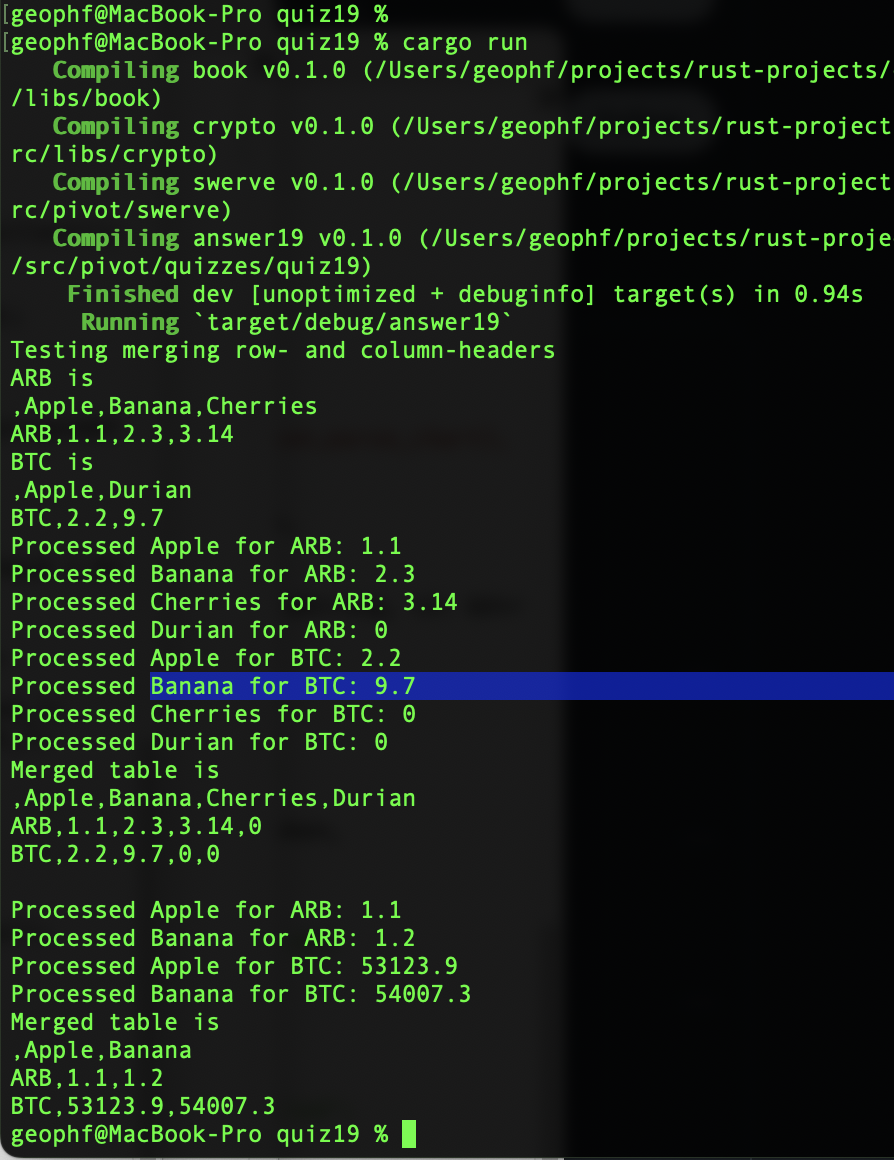 [geophf@MacBook-Pro quiz19 %
[geophf@MacBook-Pro quiz19 % cargo run
   Compiling book v0.1.0 (/Users/geophf/projects/rust-projects/
/libs/book)
   Compiling crypto v0.1.0 (/Users/geophf/projects/rust-project
rc/libs/crypto)
   Compiling swerve v0.1.0 (/Users/geophf/projects/rust-project
rc/pivot/swerve)
   Compiling answer19 v0.1.0 (/Users/geophf/projects/rust-proje
/src/pivot/quizzes/quiz19)
    Finished dev [unoptimized + debuginfo] target(s) in 0.94s
     Running `target/debug/answer19`
Testing merging row- and column-headers
ARB is
,Apple,Banana,Cherries
ARB,1.1,2.3,3.14
BTC is
,Apple,Durian
BTC,2.2,9.7
Processed Apple for ARB: 1.1
Processed Banana for ARB: 2.3
Processed Cherries for ARB: 3.14
Processed Durian for ARB: 0
Processed Apple for BTC: 2.2
Processed Banana for BTC: 9.7
Processed Cherries for BTC: 0
Processed Durian for BTC: 0
Merged table is
,Apple,Banana,Cherries,Durian
ARB,1.1,2.3,3.14,0
BTC,2.2,9.7,0,0

Processed Apple for ARB: 1.1
Processed Banana for ARB: 1.2
Processed Apple for BTC: 53123.9
Processed Banana for BTC: 54007.3
Merged table is
,Apple,Banana
ARB,1.1,1.2
BTC,53123.9,54007.3
geophf@MacBook-Pro quiz19 %